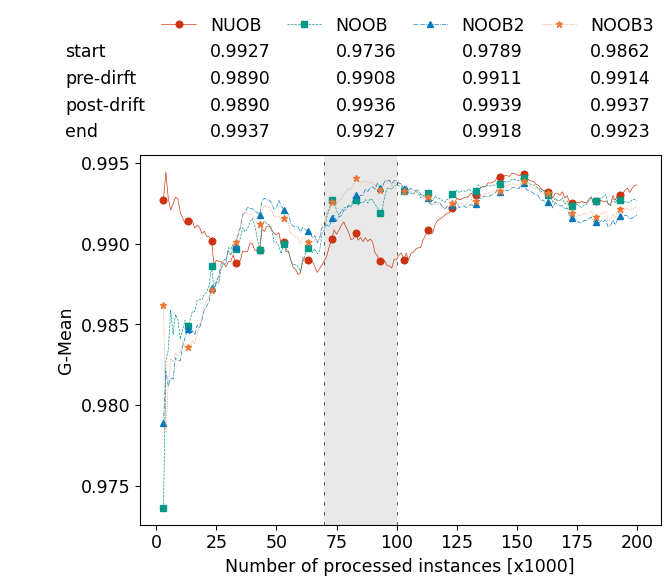 NUOB NOOB NOOB2 NOOB3
start 0.9927 0.9736 0.9789 0.9862
pre-dirft 0.9890 0.9908 0.9911 0.9914
post-drift 0.9890 0.9936 0.9939 0.9937
end 0.9937 0.9927 0.9918 0.9923
0.995
0.990
0.985
0.980
0.975
G-Mean
0 25 50 75 100 125 150 175 200
Number of processed instances [x1000]